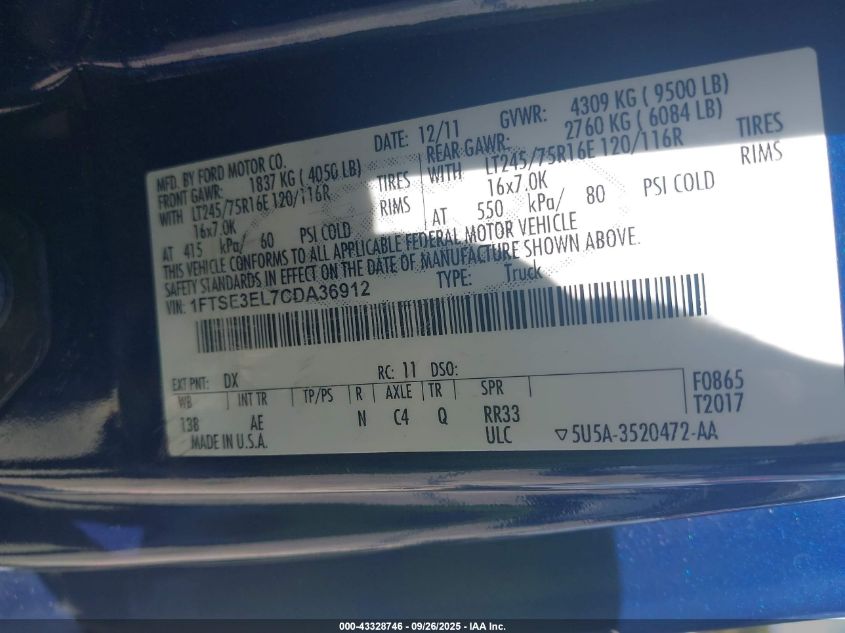 MFD. BY FORD MOTOR CO.
DATE: 12/11
GVWR: 4309 KG ( 9500 LB)
FRONT GAWR: 1837 KG ( 4050 LB)
REAR GAWR: 2760 KG ( 6084 LB)
WITH LT245/75R16E 120/116R TIRES
WITH LT245/75R16E 120/116R TIRES
16x7.0K RIMS
16x7.0K RIMS
AT 415 kPa/ 60 PSI COLD
AT 550 kPa/ 80 PSI COLD
THIS VEHICLE CONFORMS TO ALL APPLICABLE FEDERAL MOTOR VEHICLE
SAFETY STANDARDS IN EFFECT ON THE DATE OF MANUFACTURE SHOWN ABOVE.
VIN: 1FTSE3EL7CDA36912
TYPE: Truck
EXT PNT: DX RC: 11 DSO:
WB INT TR TP/PS R AXLE TR SPR
138 AE N C4 Q RR33
F0865
T2017
MADE IN U.S.A. ULC ▽5U5A-3520472-AA
000-43328746 - 09/26/2025 - IAA Inc.